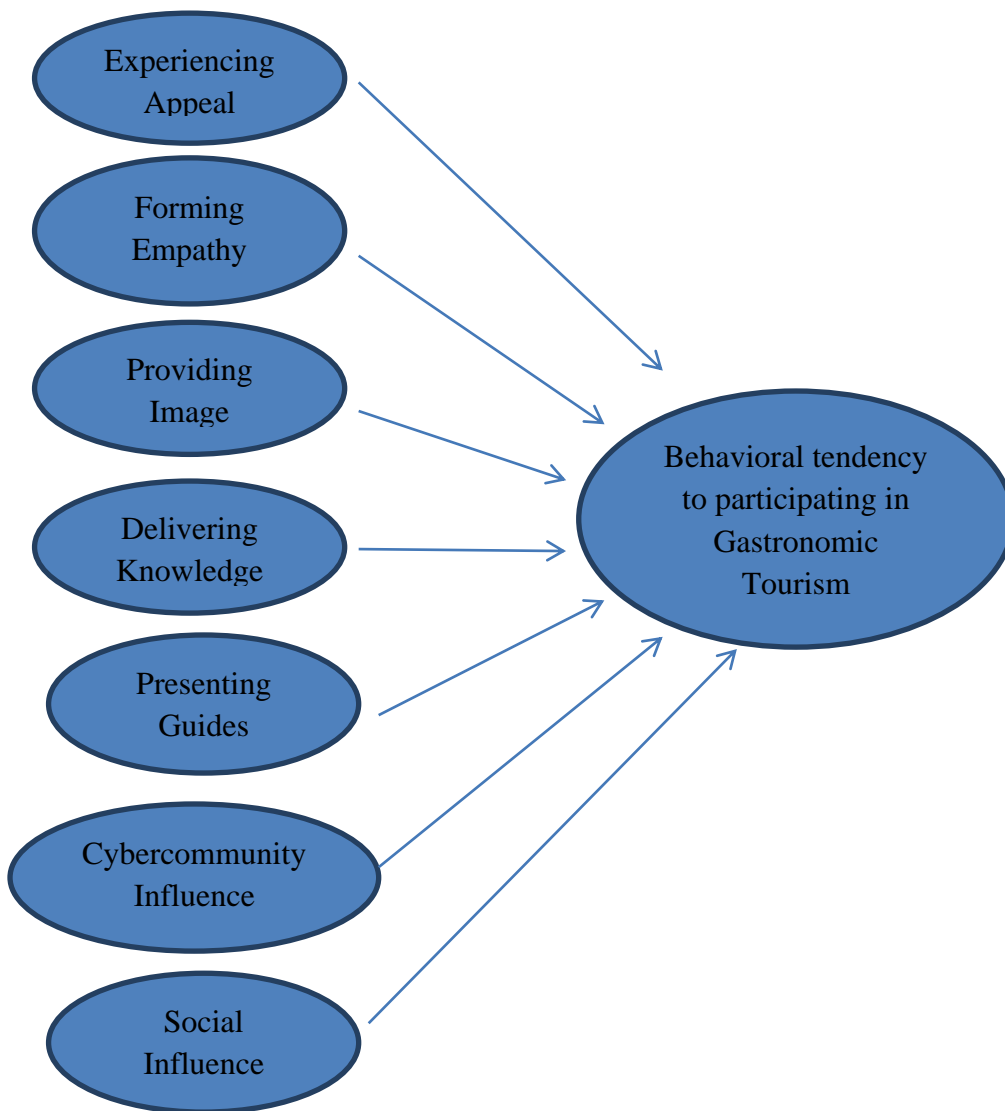 Experiencing
Appeal
Forming
Empathy
Providing
Image
Delivering
Knowledge
Presenting
Guides
Cybercommunity
Influence
Social
Influence
Behavioral tendency
to participating in
Gastronomic
Tourism